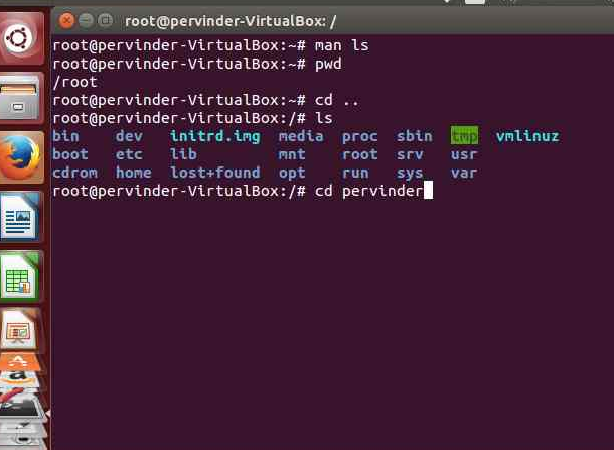 root@pervinder-VirtualBox: /
root@pervinder-VirtualBox:~# man ls
root@pervinder-VirtualBox:~# pwd
/root
root@pervinder-VirtualBox:~# cd ..
root@pervinder-VirtualBox:/# ls
bin dev initrd.img media proc sbin tmp vmlinuz
boot etc lib mnt root srv usr
cdrom home lost+found opt run sys var
root@pervinder-VirtualBox:/# cd pervinder